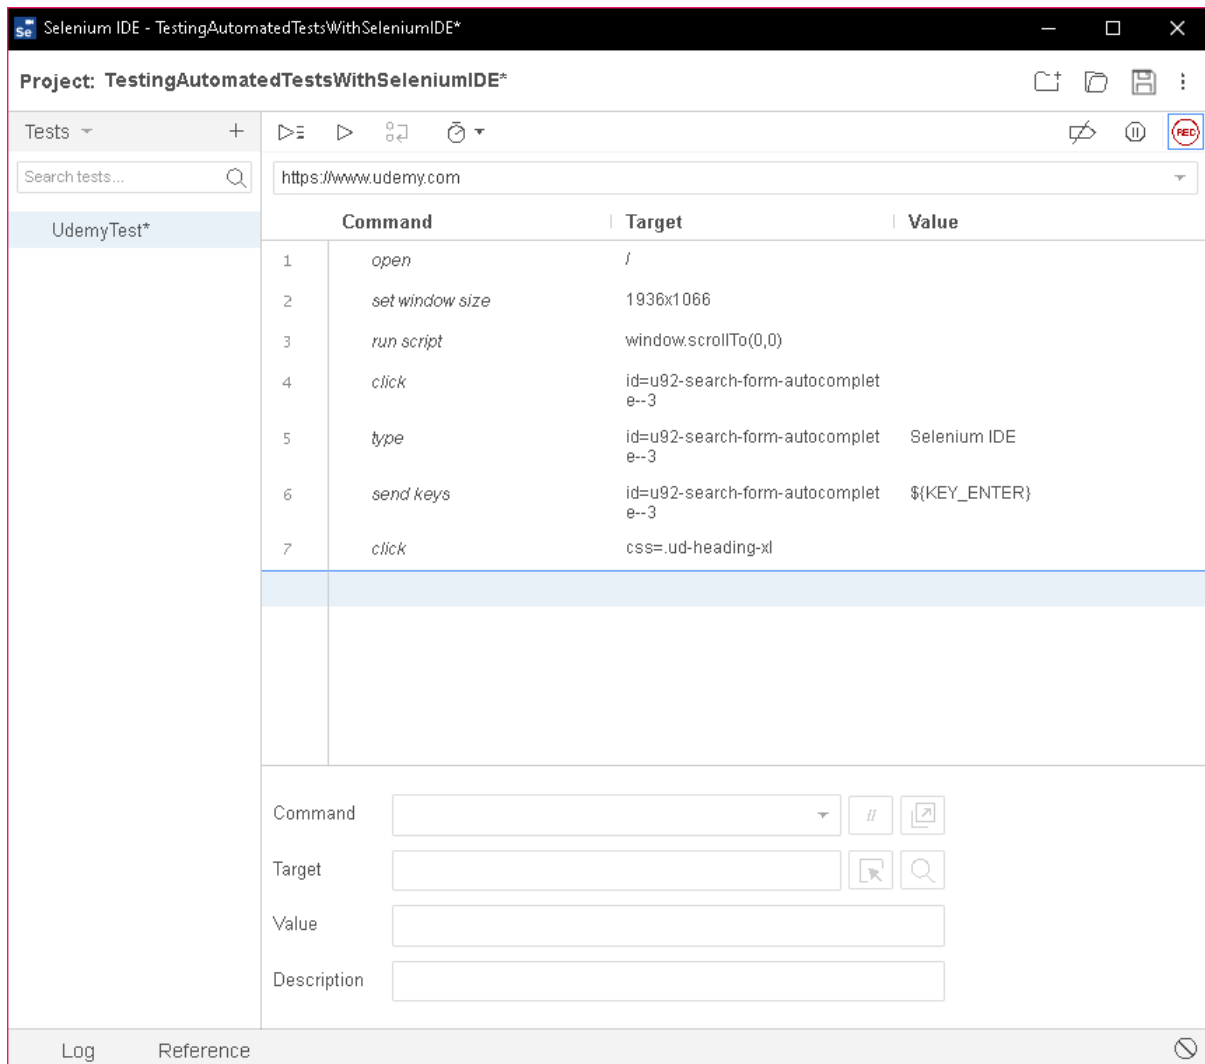 Se Selenium IDE - TestingAutomatedTestsWithSeleniumIDE*
Project: TestingAutomatedTestsWithSeleniumIDE*
Tests
REC
Search tests...
https://www.udemy.com
UdemyTest*
Command Target Value
1 open /
2 set window size 1936x1066
3 run script window.scrollTo(0,0)
4 click id=u92-search-form-autocomplet
e--3
5 type id=u92-search-form-autocomplet Selenium IDE
e--3
6 send keys id=u92-search-form-autocomplet ${KEY_ENTER}
e--3
7 click css=.ud-heading-xl
Command //
Target
Value
Description
Log Reference